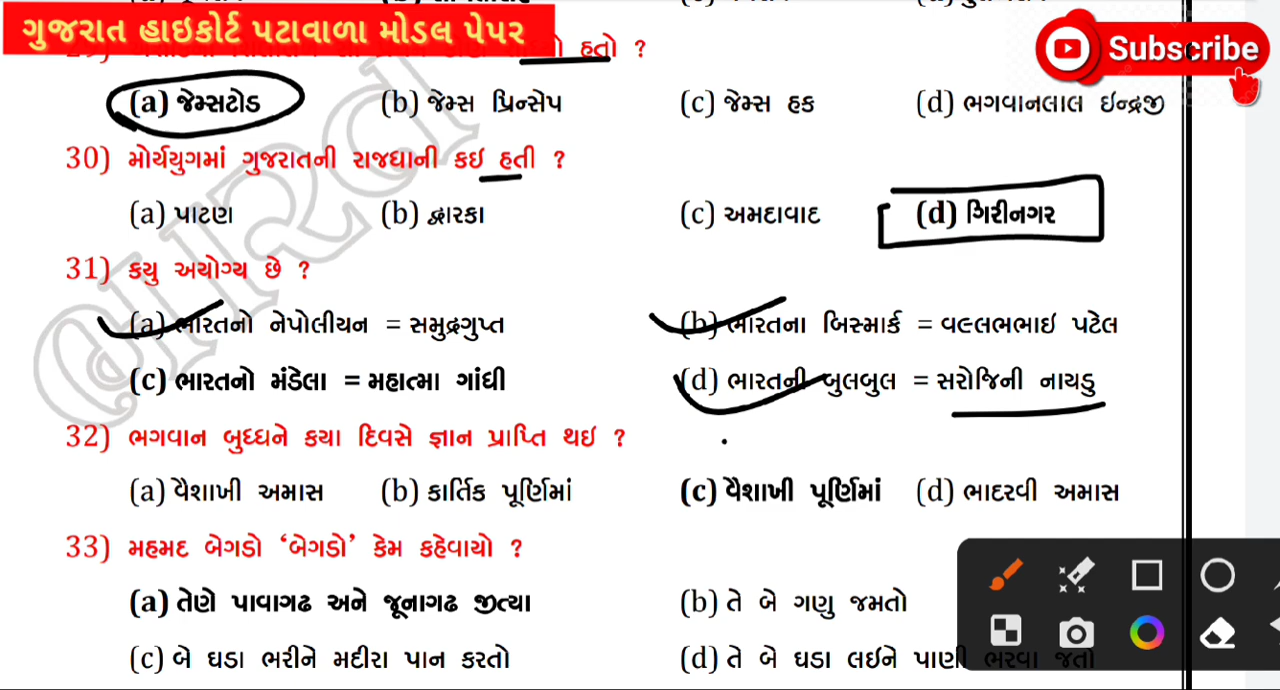 ગુજરાત હાઇકોર્ટ પટાવાળા મોડલ પેપર
Subscribe
હતો ?
(a) જેમ્સટોડ (b) જેમ્સ પ્રિન્સેપ (c) જેમ્સ હક (d) ભગવાનલાલ ઇન્દ્રજી
30) મોર્યયુગમાં ગુજરાતની રાજધાની કઇ હતી ?
(a) પાટણ (b) દ્વારકા (c) અમદાવાદ (d) ગિરીનગર
31) કયુ અયોગ્ય છે ?
(a) ભારતનો નેપોલીયન = સમુદ્રગુપ્ત (b) ભારતના બિસ્માર્ક = વલ્લભભાઇ પટેલ
(c) ભારતનો મંડેલા = મહાત્મા ગાંધી (d) ભારતની બુલબુલ = સરોજિની નાયડુ
32) ભગવાન બુધ્ધને કયા દિવસે જ્ઞાન પ્રાપ્તિ થઇ ?
(a) વૈશાખી અમાસ (b) કાર્તિક પૂર્ણિમાં (c) વૈશાખી પૂર્ણિમાં (d) ભાદરવી અમાસ
33) મહમદ બેગડો ‘બેગડો’ કેમ કહેવાયો ?
(a) તેણે પાવાગઢ અને જૂનાગઢ જીત્યા (b) તે બે ગણુ જમતો
(c) બે ઘડા ભરીને મદીરા પાન કરતો (d) તે બે ઘડા લઇને પાણી ભરવા જતો